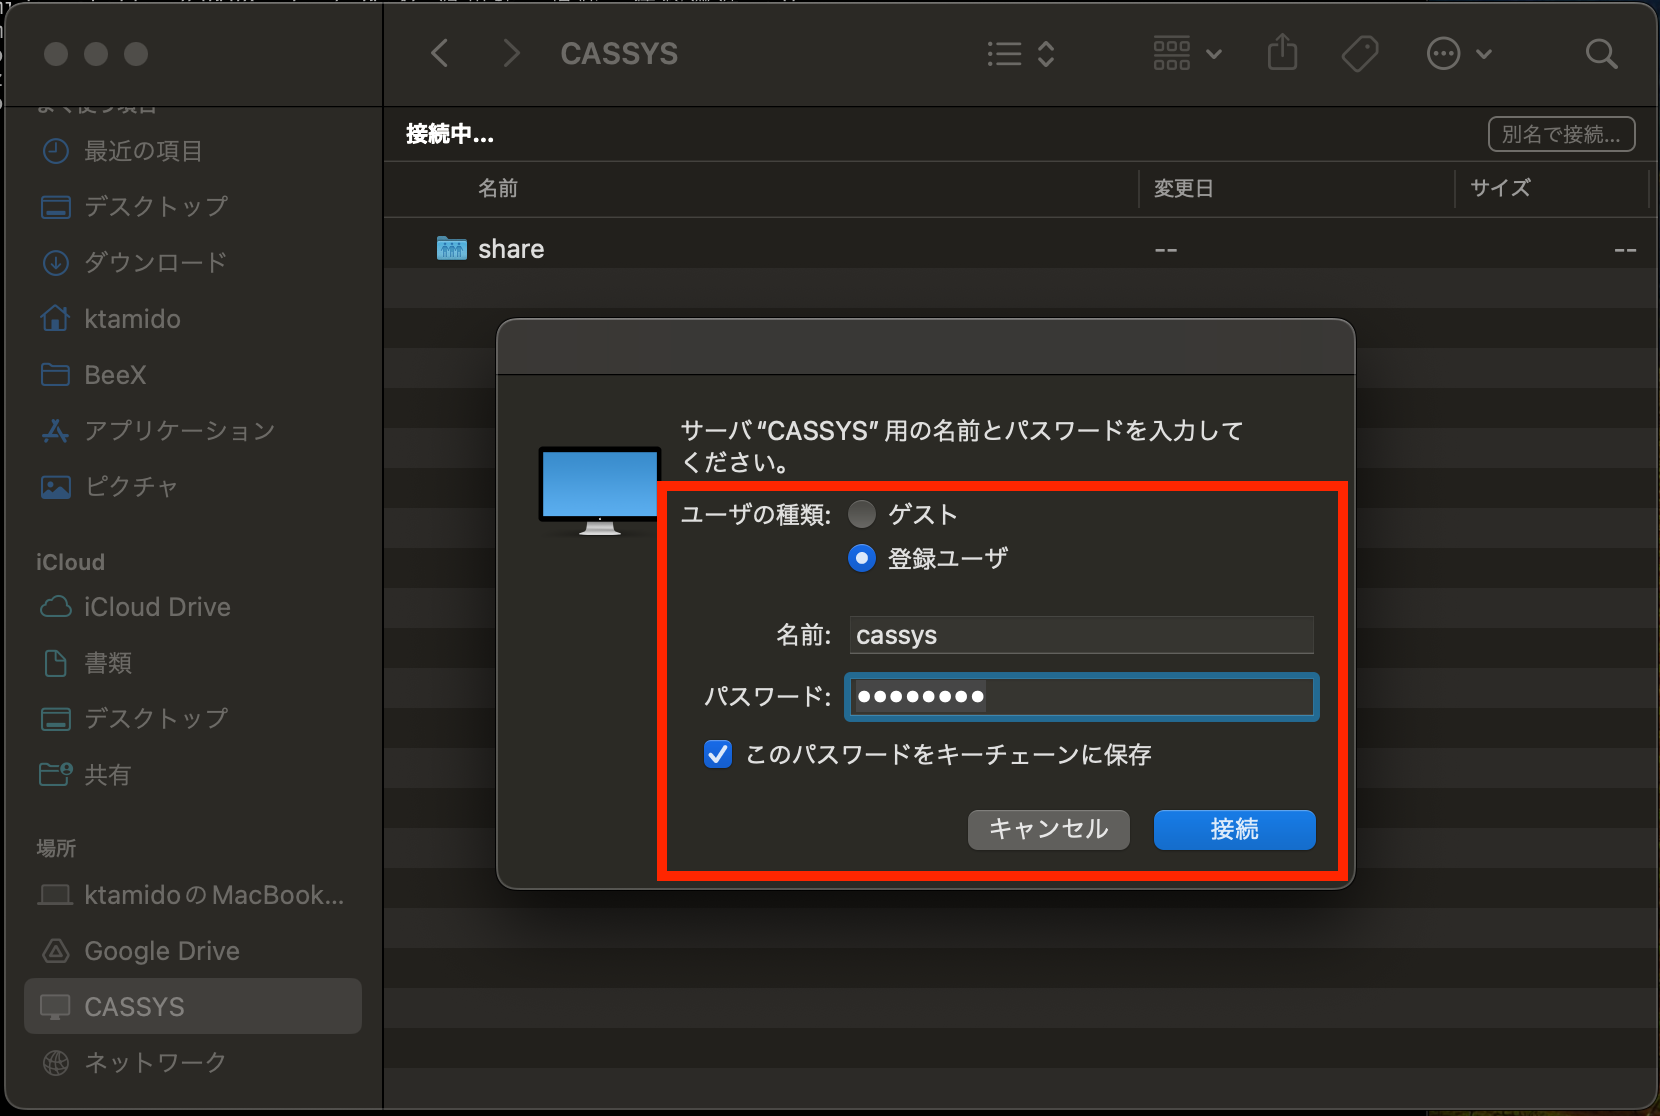 CASSYS
よく使う項目
最近の項目
デスクトップ
ダウンロード
ktamido
BeeX
アプリケーション
ピクチャ
iCloud
iCloud Drive
書類
デスクトップ
共有
場所
ktamidoのMacBook...
Google Drive
CASSYS
ネットワーク
接続中...
別名で接続...
名前
変更日
サイズ
share
--
--
サーバ“CASSYS”用の名前とパスワードを入力して
ください。
ユーザの種類:
ゲスト
登録ユーザ
名前:
cassys
パスワード:
このパスワードをキーチェーンに保存
キャンセル
接続